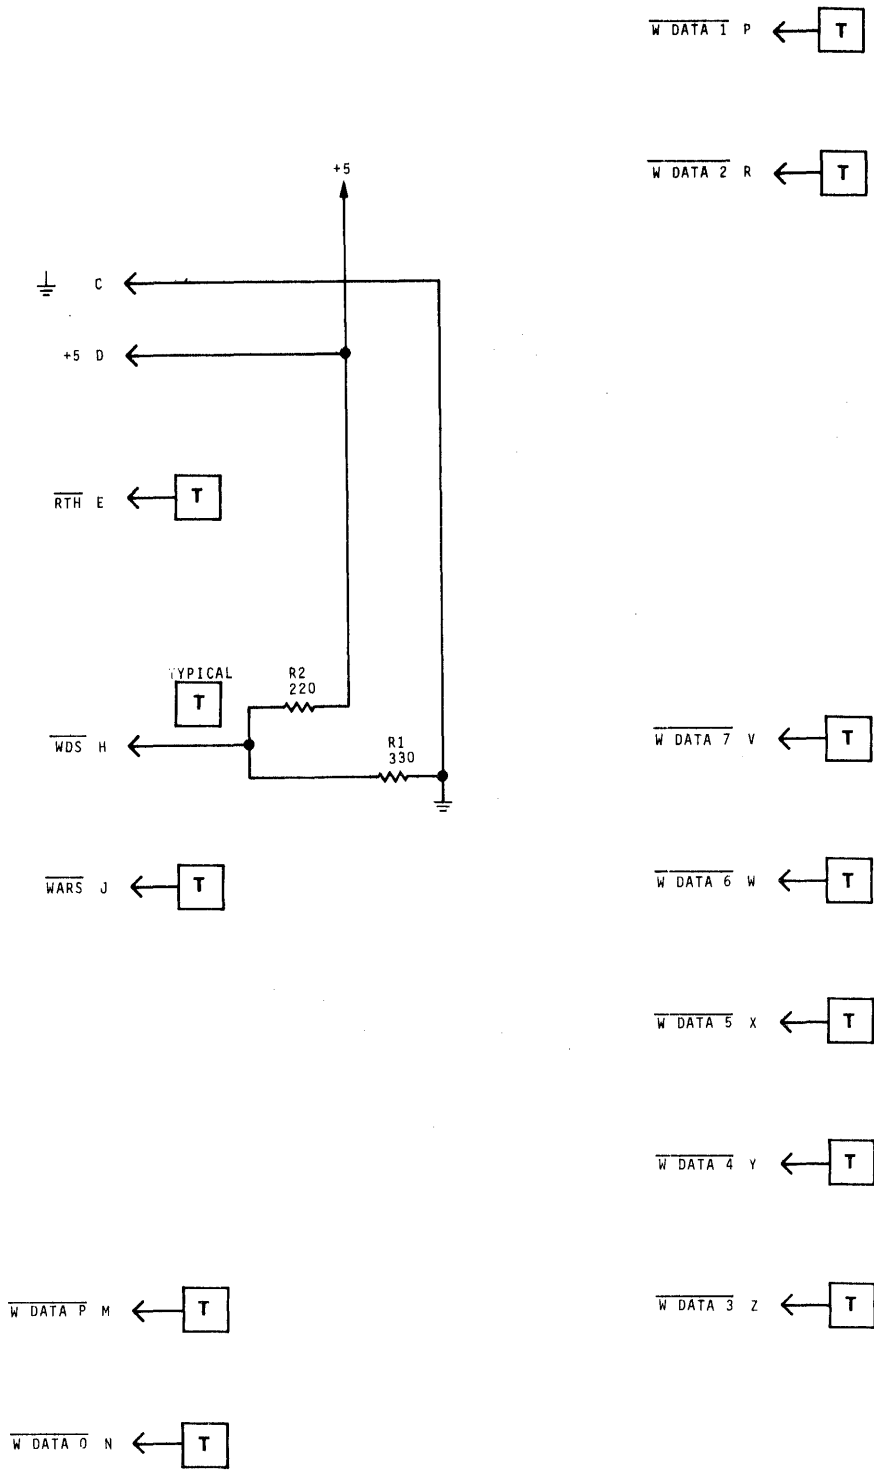 W DATA 1 P T
W DATA 2 R T
+5
C
+5 D
RTH E T
TYPICAL
T
R2
220
WDS H
R1
330
W DATA 7 V T
WARS J T
W DATA 6 W T
W DATA 5 X T
W DATA 4 Y T
W DATA P M T
W DATA 3 Z T
W DATA 0 N T